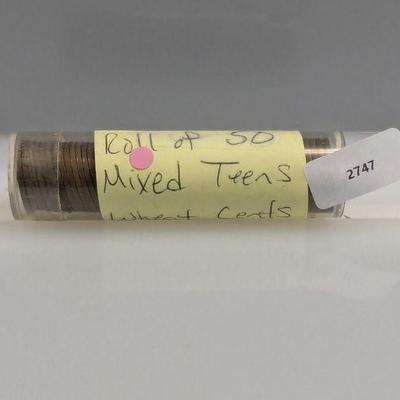 Roll of 50
Mixed Teens
Wheat Cents
2747